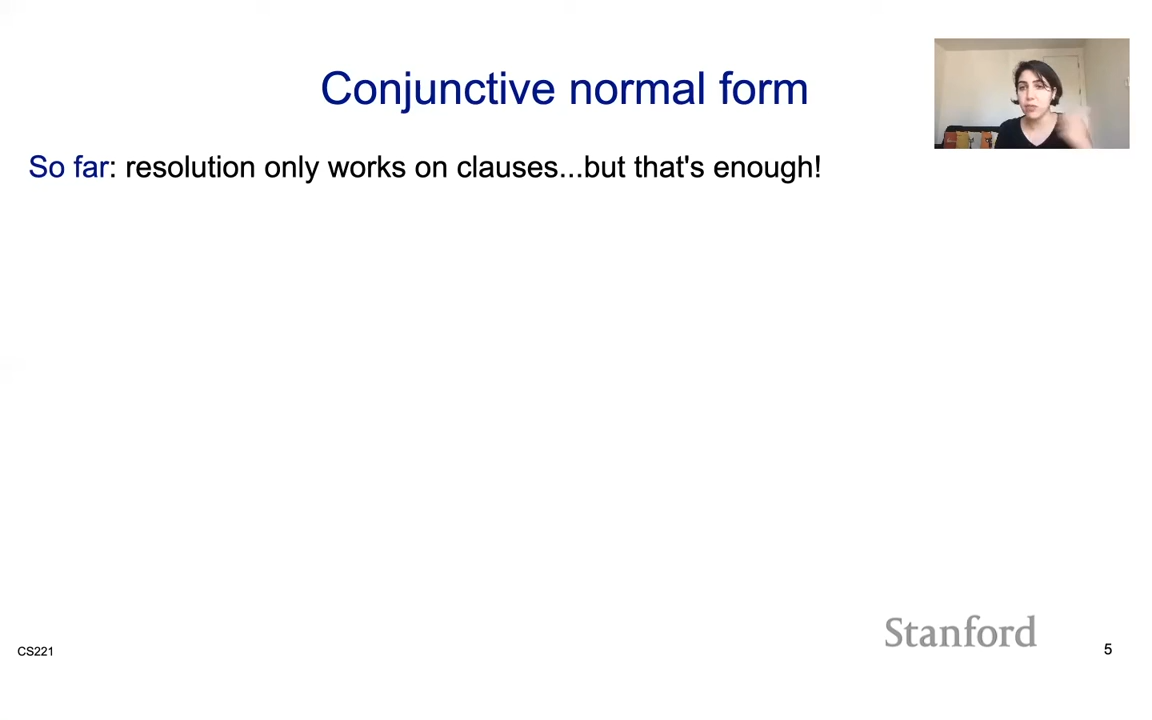 Conjunctive normal form
So far: resolution only works on clauses...but that's enough!
Stanford
CS221
5